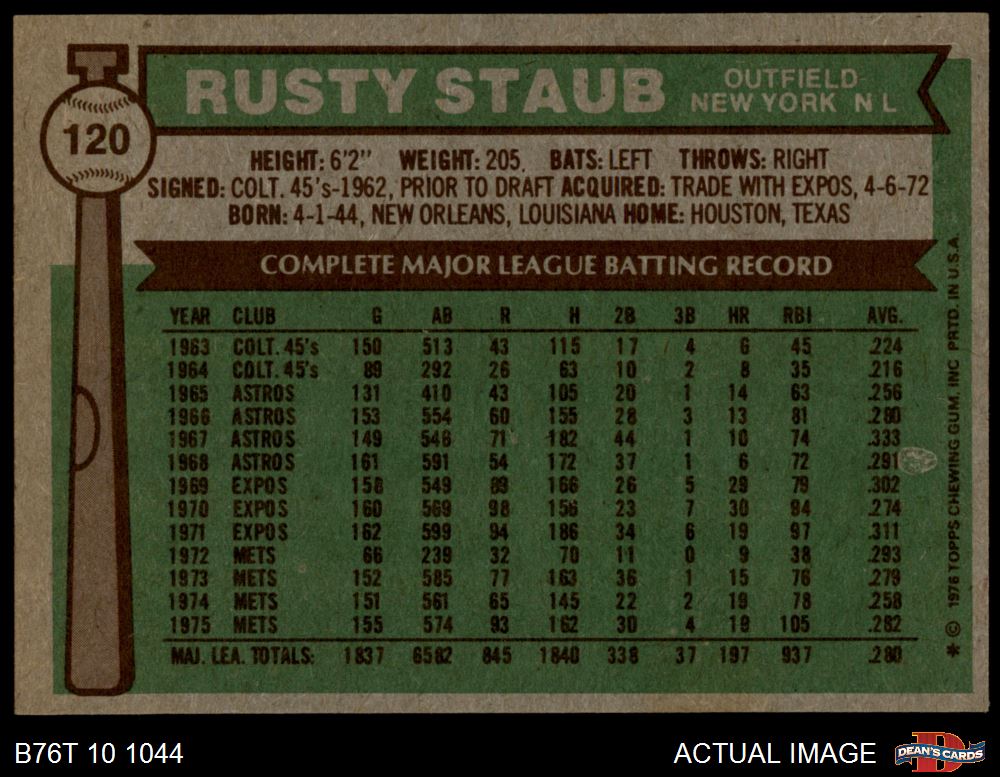 120
RUSTY STAUB
OUTFIELD
NEW YORK N L
HEIGHT: 6'2" WEIGHT: 205 BATS: LEFT THROWS: RIGHT
SIGNED: COLT. 45's-1962, PRIOR TO DRAFT ACQUIRED: TRADE WITH EXPOS, 4-6-72
BORN: 4-1-44, NEW ORLEANS, LOUISIANA HOME: HOUSTON, TEXAS
COMPLETE MAJOR LEAGUE BATTING RECORD
YEAR CLUB G AB R H 2B 3B HR RBI AVG.
1963 COLT. 45's 150 513 43 115 17 4 6 45 .224
1964 COLT. 45's 89 292 26 63 10 2 8 35 .216
1965 ASTROS 131 410 43 105 20 1 14 63 .256
1966 ASTROS 153 554 60 155 28 3 13 81 .280
1967 ASTROS 149 546 71 182 44 1 10 74 .333
1968 ASTROS 161 591 54 172 37 1 6 72 .291
1969 EXPOS 158 549 89 166 26 5 29 79 .302
1970 EXPOS 160 569 98 156 23 7 30 94 .274
1971 EXPOS 162 599 94 186 34 6 19 97 .311
1972 METS 66 239 32 70 11 0 9 38 .293
1973 METS 152 585 77 163 36 1 15 76 .279
1974 METS 151 561 65 145 22 2 19 78 .258
1975 METS 155 574 93 162 30 4 19 105 .282
MAJ. LEA. TOTALS: 1837 6582 845 1840 338 37 197 937 .280
* © 1976 TOPPS CHEWING GUM, INC PRTD. IN U.S.A.
B76T 10 1044
ACTUAL IMAGE
D
DEAN'S CARDS